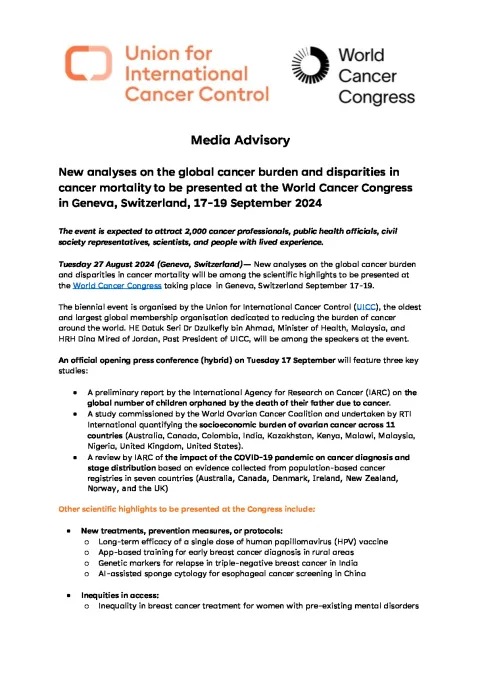 Union for
International
Cancer Control
World
Cancer
Congress
Media Advisory
New analyses on the global cancer burden and disparities in
cancer mortality to be presented at the World Cancer Congress
in Geneva, Switzerland, 17-19 September 2024
The event is expected to attract 2,000 cancer professionals, public health officials, civil
society representatives, scientists, and people with lived experience.
Tuesday 27 August 2024 (Geneva, Switzerland)— New analyses on the global cancer burden
and disparities in cancer mortality will be among the scientific highlights to be presented at
the World Cancer Congress taking place in Geneva, Switzerland September 17-19.
The biennial event is organised by the Union for International Cancer Control (UICC), the oldest
and largest global membership organisation dedicated to reducing the burden of cancer
around the world. HE Datuk Seri Dr Dzulkefly bin Ahmad, Minister of Health, Malaysia, and
HRH Dina Mired of Jordan, Past President of UICC, will be among the speakers at the event.
An official opening press conference (hybrid) on Tuesday 17 September will feature three key
studies:
• A preliminary report by the International Agency for Research on Cancer (IARC) on the
global number of children orphaned by the death of their father due to cancer.
• A study commissioned by the World Ovarian Cancer Coalition and undertaken by RTI
International quantifying the socioeconomic burden of ovarian cancer across 11
countries (Australia, Canada, Colombia, India, Kazakhstan, Kenya, Malawi, Malaysia,
Nigeria, United Kingdom, United States).
• A review by IARC of the impact of the COVID-19 pandemic on cancer diagnosis and
stage distribution based on evidence collected from population-based cancer
registries in seven countries (Australia, Canada, Denmark, Ireland, New Zealand,
Norway, and the UK)
Other scientific highlights to be presented at the Congress include:
• New treatments, prevention measures, or protocols:
o Long-term efficacy of a single dose of human papillomavirus (HPV) vaccine
o App-based training for early breast cancer diagnosis in rural areas
o Genetic markers for relapse in triple-negative breast cancer in India
o AI-assisted sponge cytology for esophageal cancer screening in China
• Inequities in access:
o Inequality in breast cancer treatment for women with pre-existing mental disorders